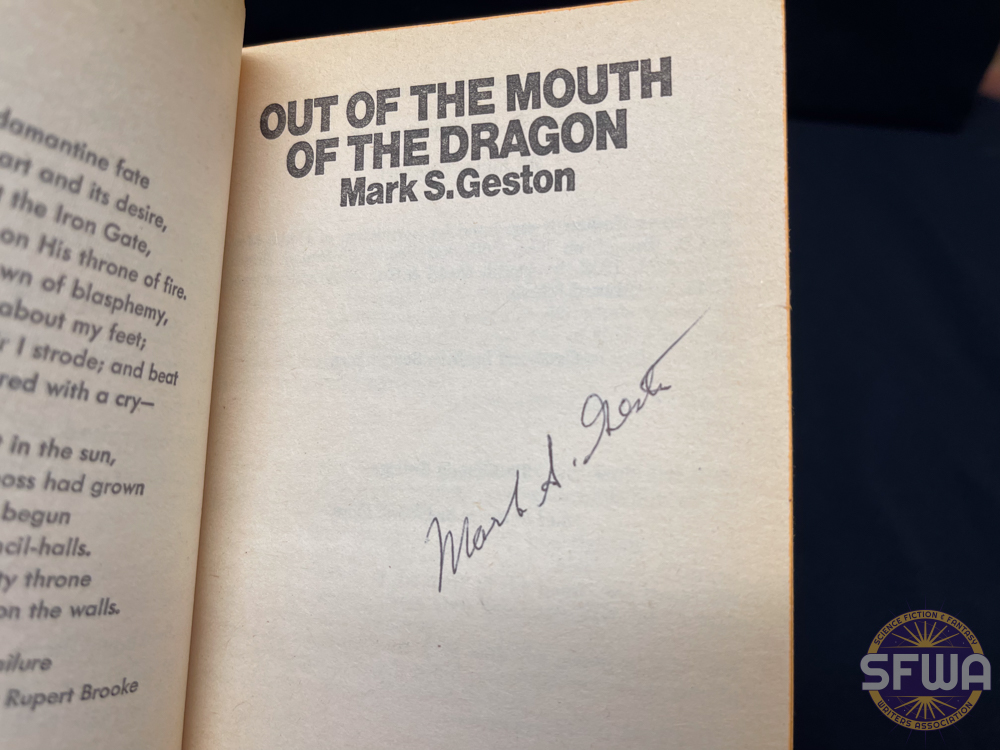 damantine fate
art and its desire,
the Iron Gate,
on His throne of fire.
wn of blasphemy,
about my feet;
r I strode; and beat
red with a cry—
in the sun,
oss had grown
begun
cil-halls.
ty throne
on the walls.
ilure
Rupert Brooke
OUT OF THE MOUTH
OF THE DRAGON
Mark S.Geston
Mark S. Geston
SCIENCE FICTION & FANTASY
SFWA
WRITERS ASSOCIATION